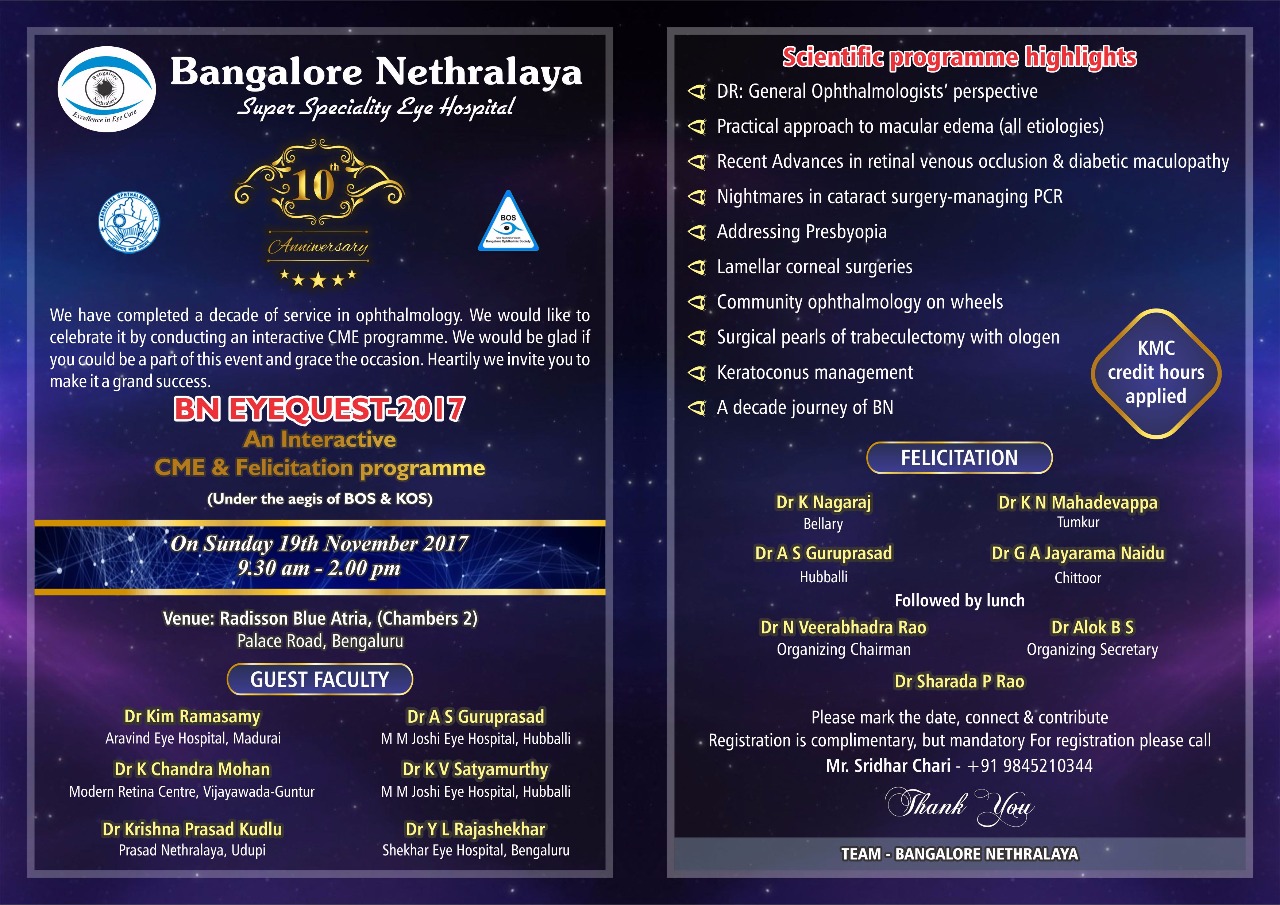 Bangalore Nethralaya
Excellence in Eye Care
Bangalore Nethralaya
Super Speciality Eye Hospital
10th
Anniwersary
KARNATAKA OPHTHALMIC SOCIETY
BOS
Bangalore Ophthalmic Society
We have completed a decade of service in ophthalmology. We would like to
celebrate it by conducting an interactive CME programme. We would be glad if
you could be a part of this event and grace the occasion. Heartily we invite you to
make it a grand success.
BN EYEQUEST-2017
An Interactive
CME & Felicitation programme
(Under the aegis of BOS & KOS)
On Sunday 19th November 2017
9.30 am - 2.00 pm
Venue: Radisson Blue Atria, (Chambers 2)
Palace Road, Bengaluru
GUEST FACULTY
Dr Kim Ramasamy
Aravind Eye Hospital, Madurai
Dr A S Guruprasad
M M Joshi Eye Hospital, Hubballi
Dr K Chandra Mohan
Modern Retina Centre, Vijayawada-Guntur
Dr K V Satyamurthy
M M Joshi Eye Hospital, Hubballi
Dr Krishna Prasad Kudlu
Prasad Nethralaya, Udupi
Dr Y L Rajashekhar
Shekhar Eye Hospital, Bengaluru
Scientific programme highlights
DR: General Ophthalmologists' perspective
Practical approach to macular edema (all etiologies)
Recent Advances in retinal venous occlusion & diabetic maculopathy
Nightmares in cataract surgery-managing PCR
Addressing Presbyopia
Lamellar corneal surgeries
Community ophthalmology on wheels
Surgical pearls of trabeculectomy with ologen
Keratoconus management
A decade journey of BN
KMC
credit hours
applied
FELICITATION
Dr K Nagaraj
Bellary
Dr K N Mahadevappa
Tumkur
Dr A S Guruprasad
Hubballi
Dr G A Jayarama Naidu
Chittoor
Followed by lunch
Dr N Veerabhadra Rao
Organizing Chairman
Dr Alok B S
Organizing Secretary
Dr Sharada P Rao
Please mark the date, connect & contribute
Registration is complimentary, but mandatory For registration please call
Mr. Sridhar Chari - +91 9845210344
Thank You
TEAM - BANGALORE NETHRALAYA